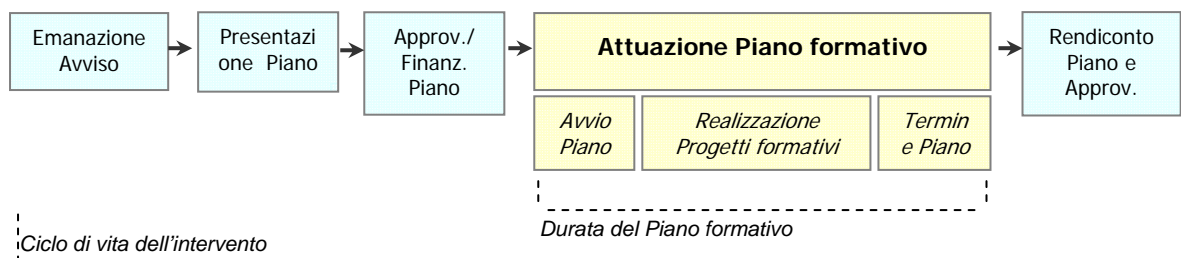 Emanazione
Avviso
Presentazi
one Piano
Approv./
Finanz.
Piano
Attuazione Piano formativo
Rendiconto
Piano e
Approv.
Avvio
Piano
Realizzazione
Progetti formativi
Termin
e Piano
Durata del Piano formativo
Ciclo di vita dell'intervento